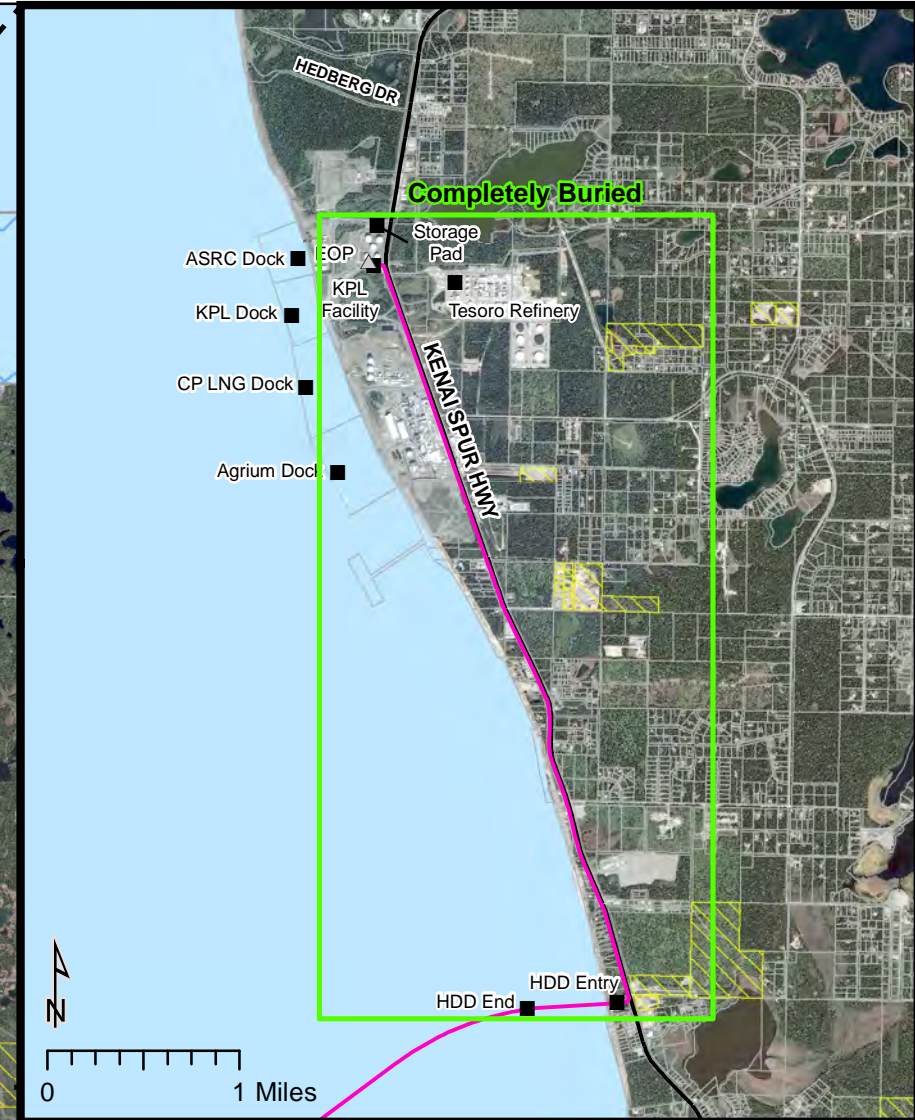 HEDBERG DR
Completely Buried
Storage
Pad
ASRC Dock
EOP
KPL
Facility
Tesoro Refinery
KPL Dock
KENAI SPUR HWY
CP LNG Dock
Agrium Dock
HDD Entry
HDD End
N
0
1 Miles